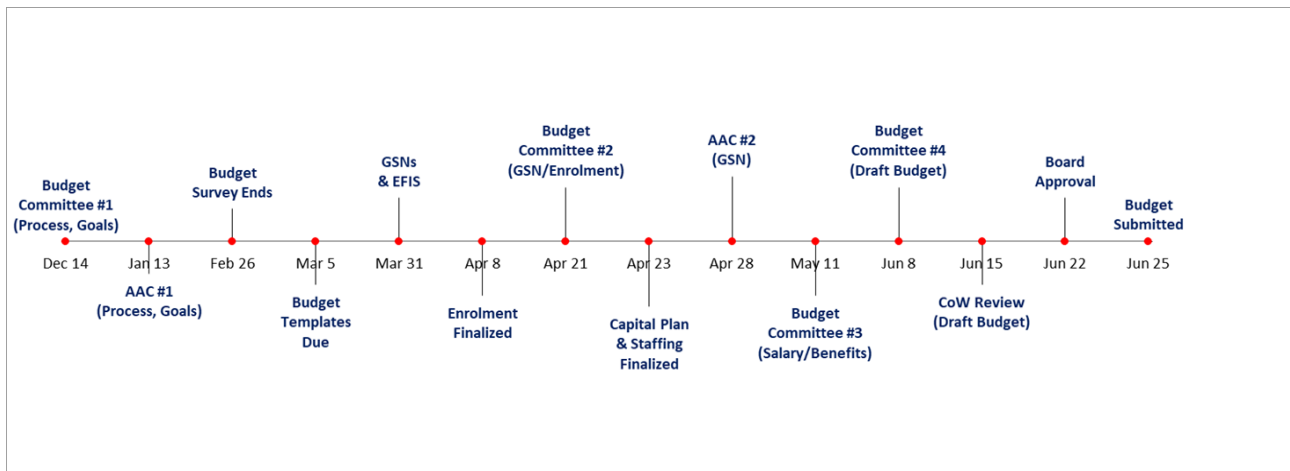 Budget
Committee #1
(Process, Goals)
Dec 14
Jan 13
AAC #1
(Process, Goals)
Budget
Survey Ends
Feb 26
Mar 5
Budget
Templates
Due
GSNs
& EFIS
Mar 31
Apr 8
Enrolment
Finalized
Budget
Committee #2
(GSN/Enrolment)
Apr 21
Apr 23
Capital Plan
& Staffing
Finalized
AAC #2
(GSN)
Apr 28
May 11
Budget
Committee #3
(Salary/Benefits)
Budget
Committee #4
(Draft Budget)
Jun 8
Jun 15
CoW Review
(Draft Budget)
Board
Approval
Jun 22
Budget
Submitted
Jun 25